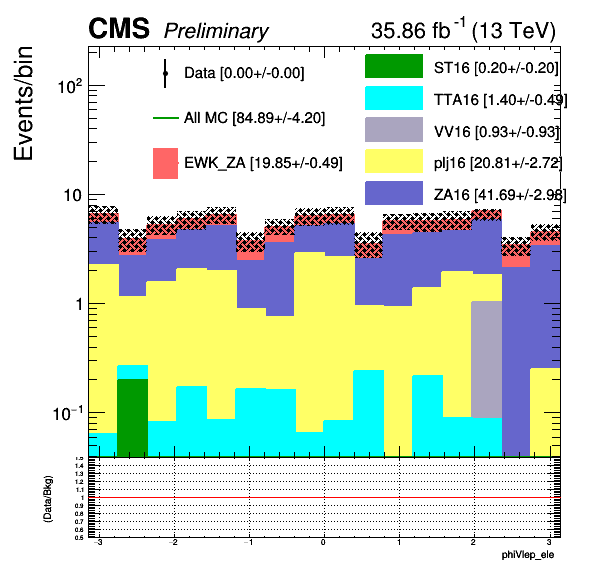 CMS Preliminary 35.86 fb⁻¹ (13 TeV)
Events/bin
Data [0.00+/-0.00]
All MC [84.89+/-4.20]
EWK_ZA [19.85+/-0.49]
ST16 [0.20+/-0.20]
TTA16 [1.40+/-0.49]
VV16 [0.93+/-0.93]
plj16 [20.81+/-2.72]
ZA16 [41.69+/-2.98]
10²
10
1
10⁻¹
(Data/Bkg)
1.5
1.4
1.3
1.2
1.1
1
0.9
0.8
0.7
0.6
0.5
−3 −2 −1 0 1 2 3
phiVlep_ele